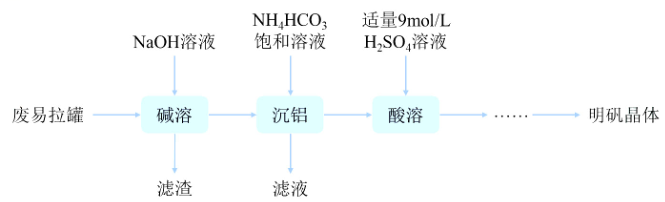 NH₄HCO₃ 适量9mol/L
NaOH溶液 饱和溶液 H₂SO₄溶液
废易拉罐 碱溶 沉铝 酸溶 …… 明矾晶体
滤渣 滤液